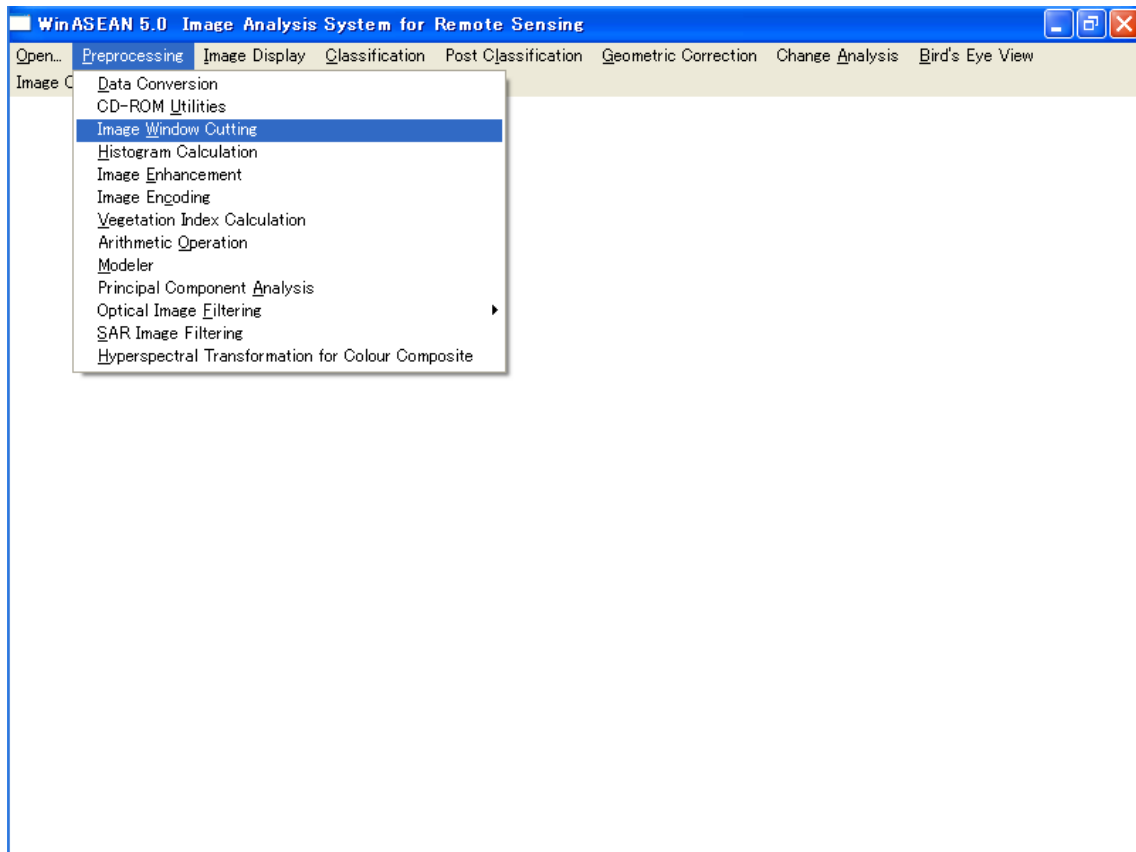 WinASEAN 5.0 Image Analysis System for Remote Sensing
Open... Preprocessing Image Display Classification Post Classification Geometric Correction Change Analysis Bird's Eye View
Image
Data Conversion
CD-ROM Utilities
Image Window Cutting
Histogram Calculation
Image Enhancement
Image Encoding
Vegetation Index Calculation
Arithmetic Operation
Modeler
Principal Component Analysis
Optical Image Filtering
SAR Image Filtering
Hyperspectral Transformation for Colour Composite